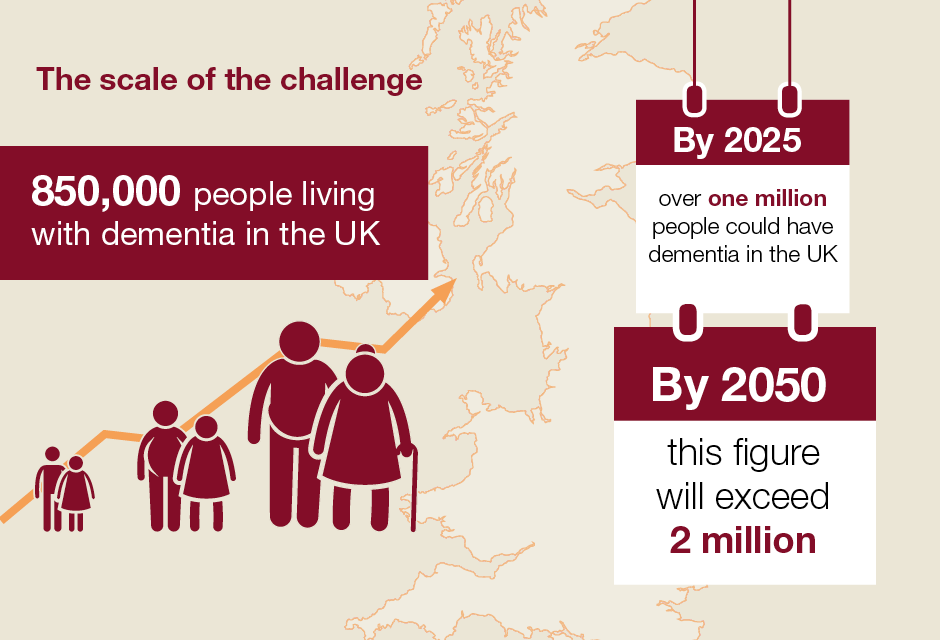 The scale of the challenge
850,000 people living
with dementia in the UK
By 2025
over one million
people could have
dementia in the UK
By 2050
this figure
will exceed
2 million